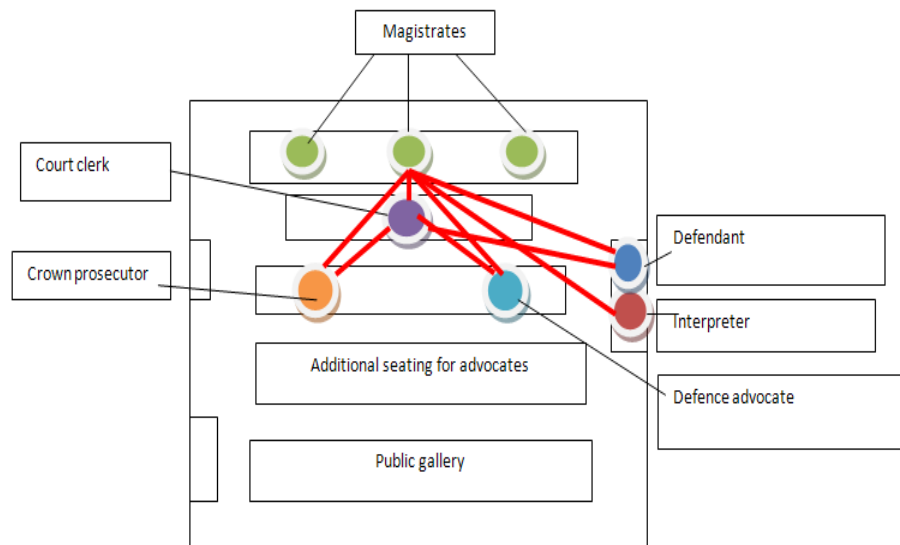 Magistrates
Court clerk
Defendant
Crown prosecutor
Interpreter
Additional seating for advocates
Defence advocate
Public gallery